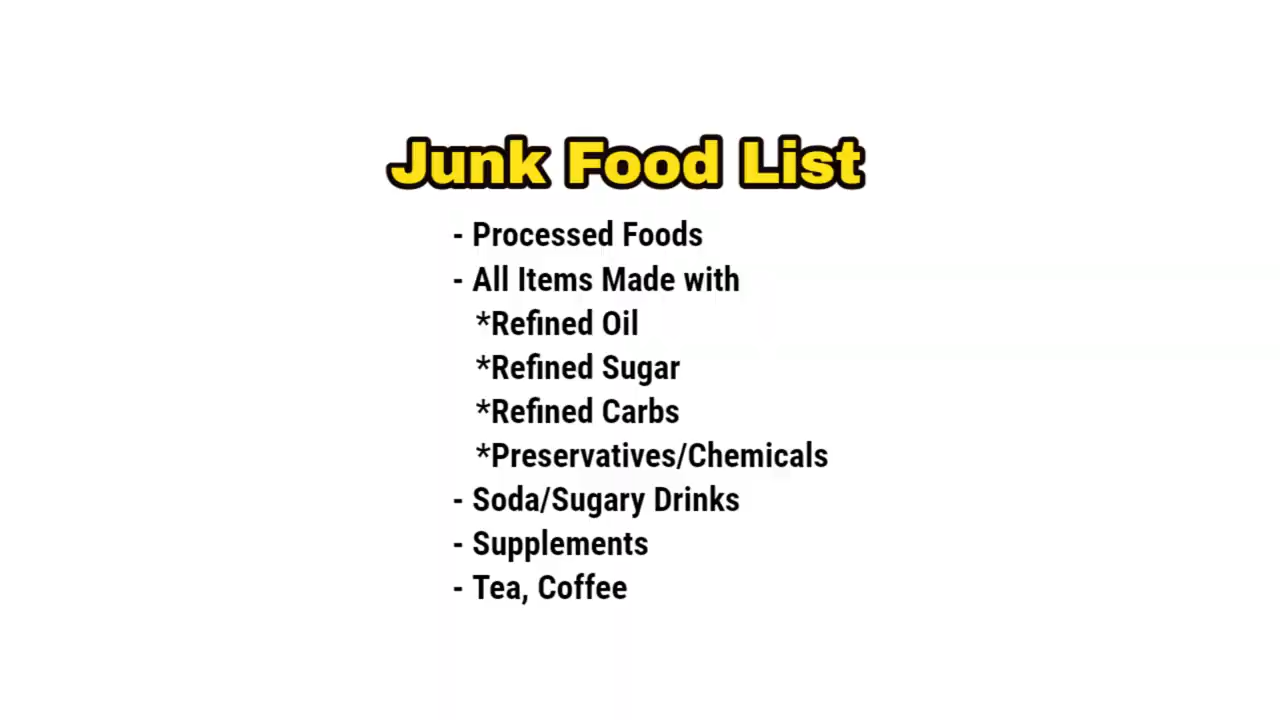 Junk Food List
- Processed Foods
- All Items Made with
*Refined Oil
*Refined Sugar
*Refined Carbs
*Preservatives/Chemicals
- Soda/Sugary Drinks
- Supplements
- Tea, Coffee